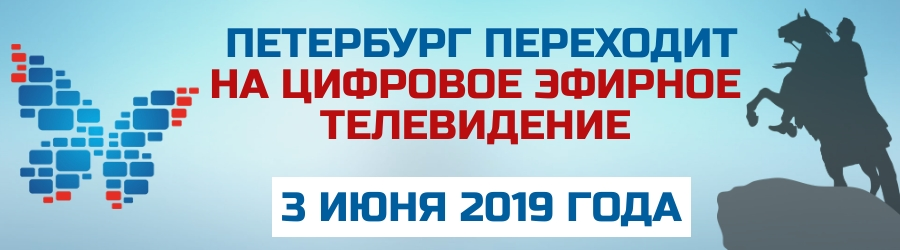 ПЕТЕРБУРГ ПЕРЕХОДИТ
НА ЦИФРОВОЕ ЭФИРНОЕ
ТЕЛЕВИДЕНИЕ
3 ИЮНЯ 2019 ГОДА